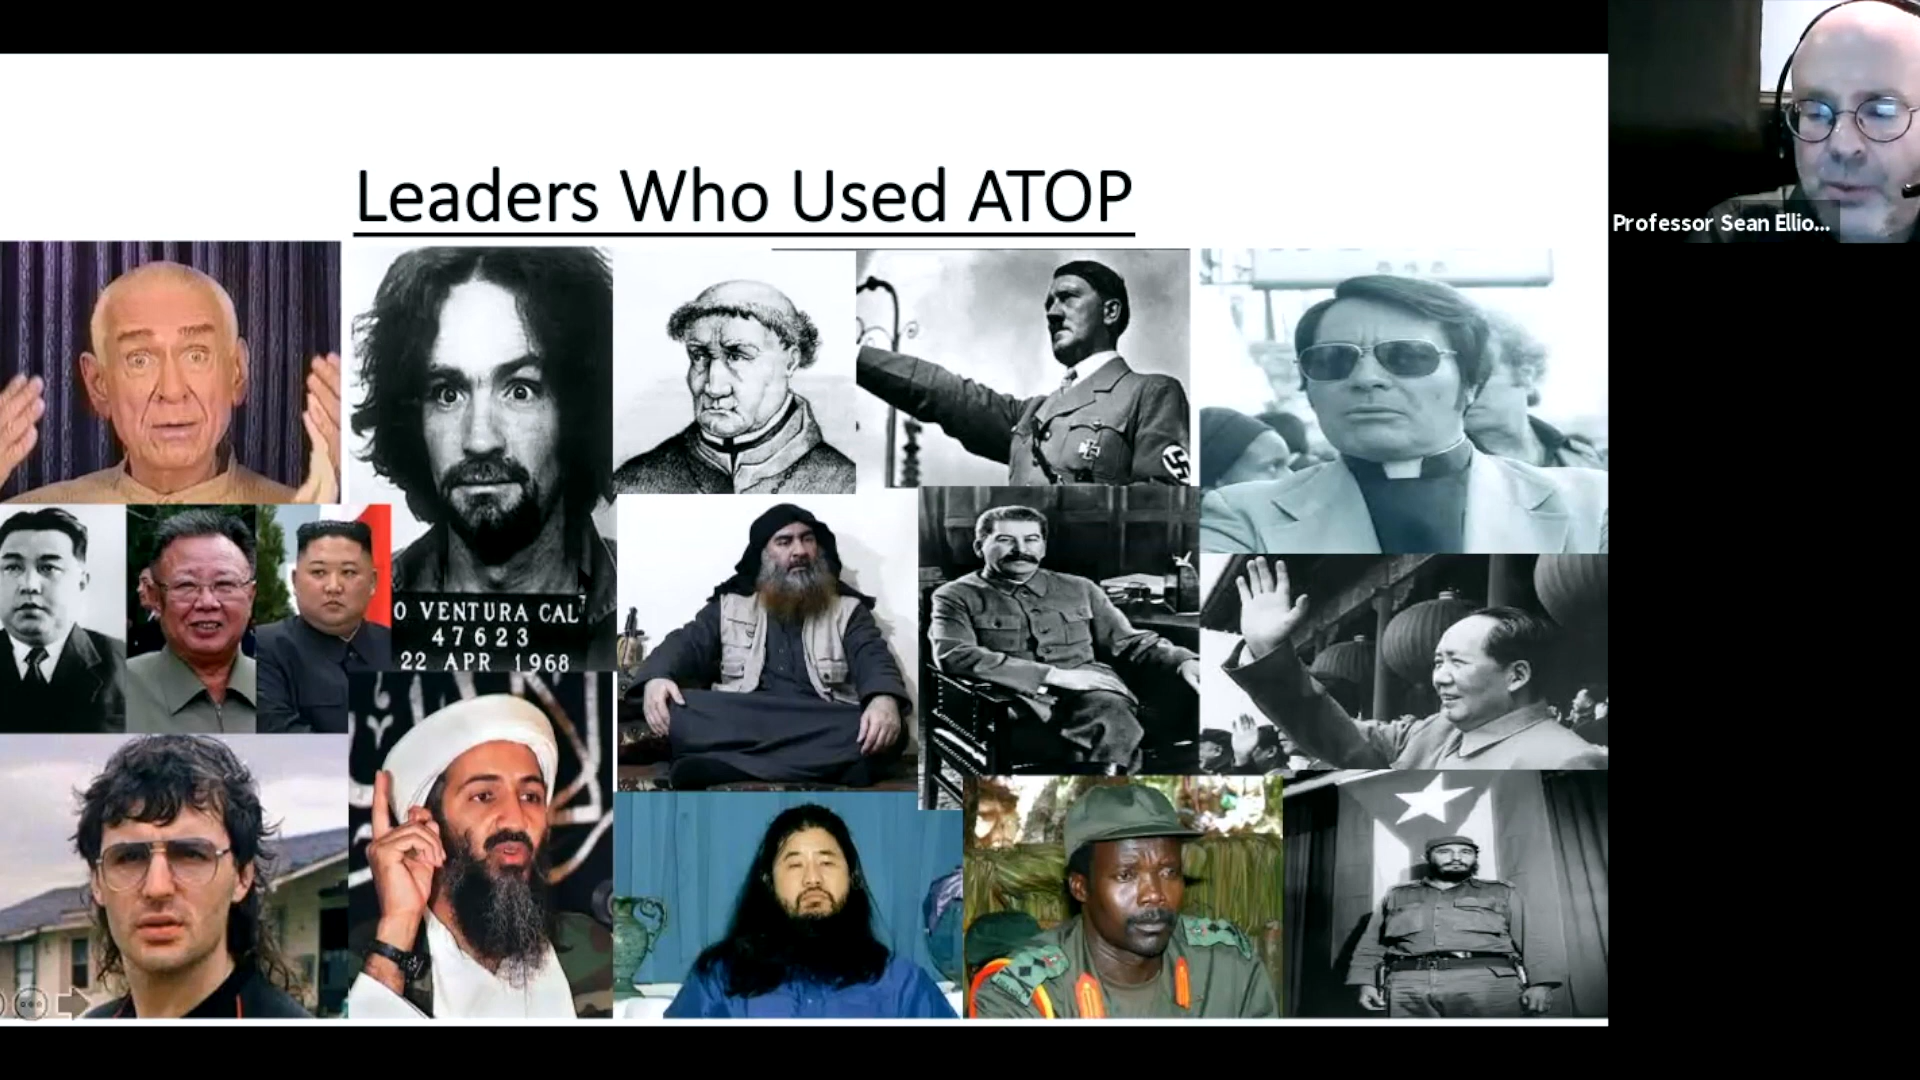 Leaders Who Used ATOP
Professor Sean Ellio...
O VENTURA CAL
47623
22 APR 1968